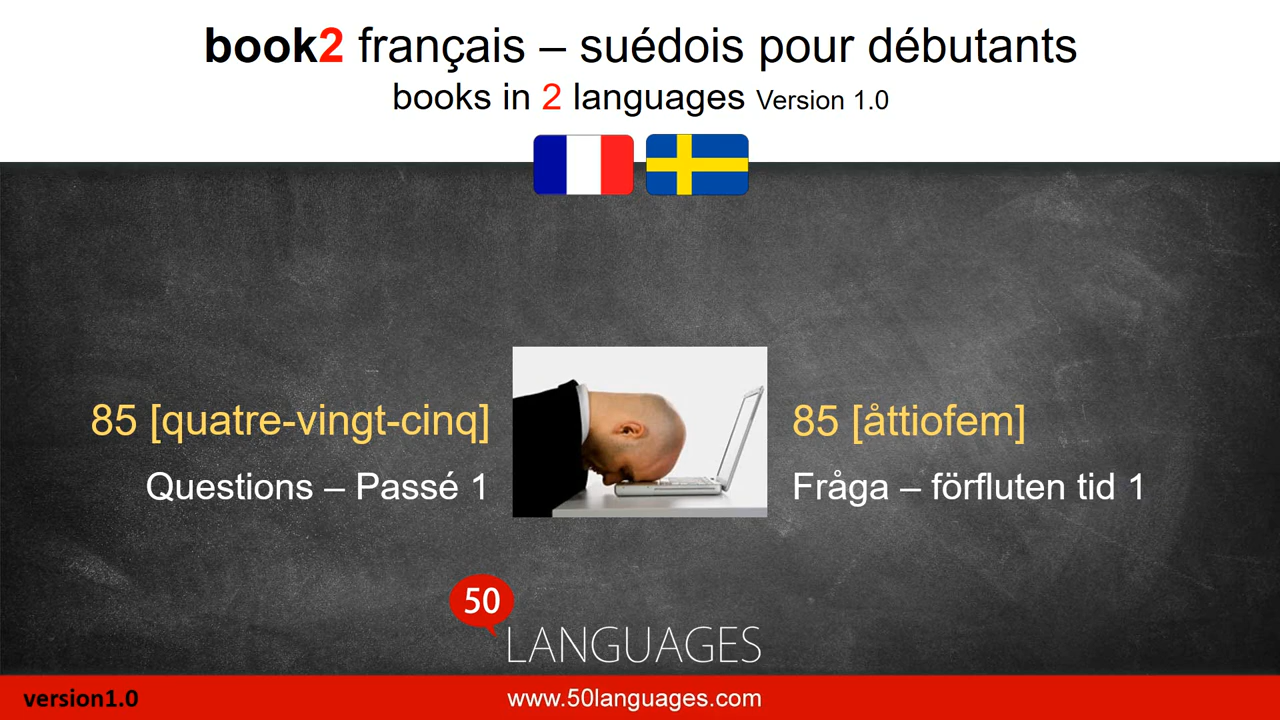 book2 français – suédois pour débutants
books in 2 languages Version 1.0
85 [quatre-vingt-cinq]
Questions – Passé 1
85 [åttiofem]
Fråga – förfluten tid 1
50
LANGUAGES
version1.0
www.50languages.com